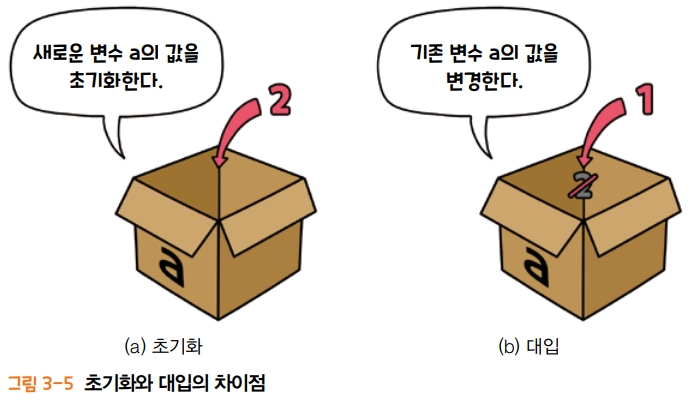 새로운 변수 a의 값을
초기화한다.
2
a
(a) 초기화
기존 변수 a의 값을
변경한다.
1
2
a
(b) 대입
그림 3-5 초기화와 대입의 차이점